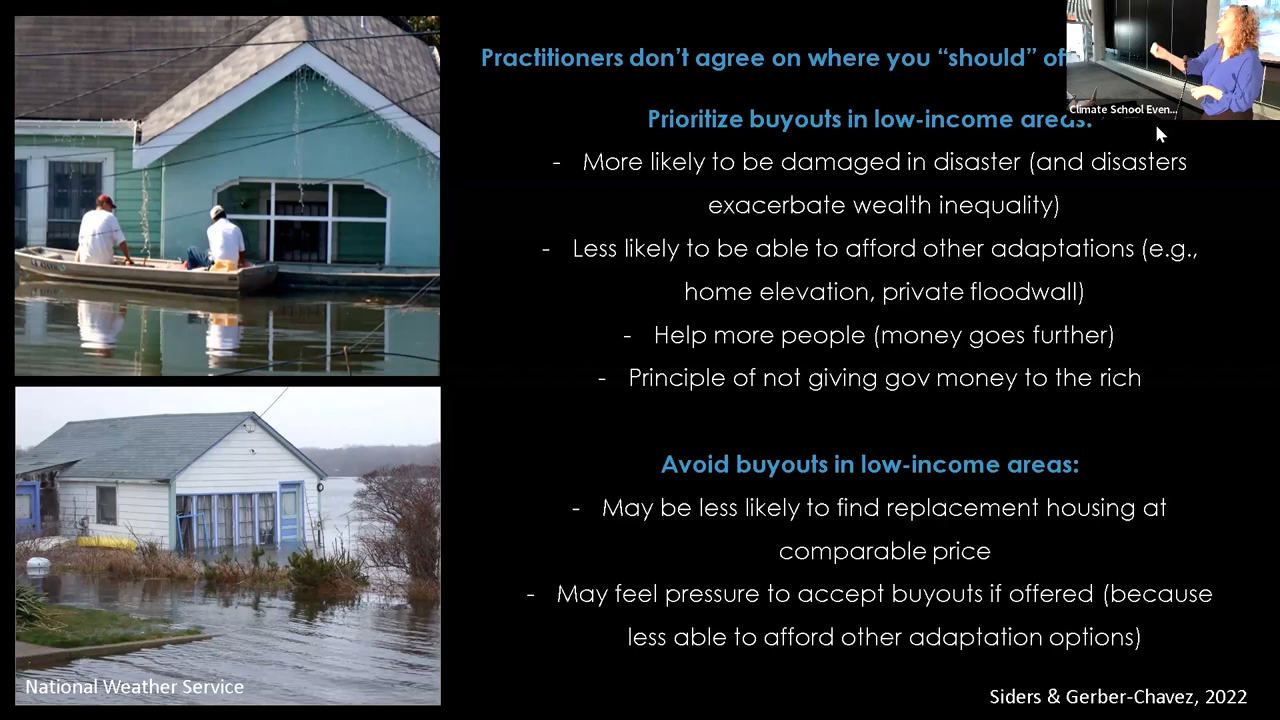 Practitioners don't agree on where you “should”
Climate School Even...
Prioritize buyouts in low-income areas:
- More likely to be damaged in disaster (and disasters
exacerbate wealth inequality)
- Less likely to be able to afford other adaptations (e.g.,
home elevation, private floodwall)
- Help more people (money goes further)
- Principle of not giving gov money to the rich
Avoid buyouts in low-income areas:
- May be less likely to find replacement housing at
comparable price
- May feel pressure to accept buyouts if offered (because
less able to afford other adaptation options)
National Weather Service
Siders & Gerber-Chavez, 2022